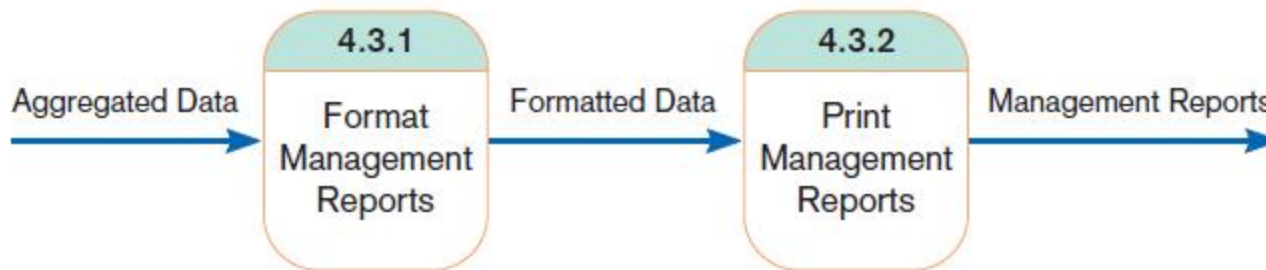 4.3.1
4.3.2
Aggregated Data
Format
Management
Reports
Formatted Data
Print
Management
Reports
Management Reports